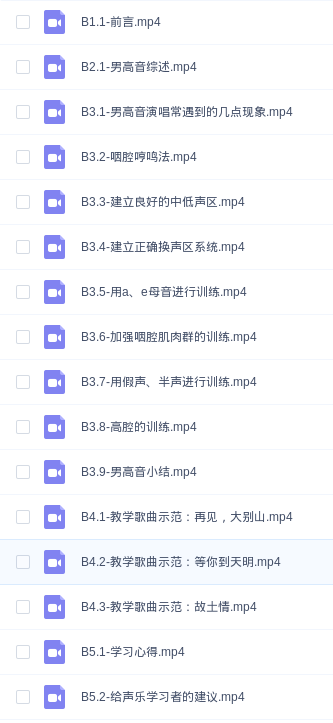 B1.1-前言.mp4
B2.1-男高音综述.mp4
B3.1-男高音演唱常遇到的几点现象.mp4
B3.2-咽腔哼鸣法.mp4
B3.3-建立良好的中低声区.mp4
B3.4-建立正确换声区系统.mp4
B3.5-用a、e母音进行训练.mp4
B3.6-加强咽腔肌肉群的训练.mp4
B3.7-用假声、半声进行训练.mp4
B3.8-高腔的训练.mp4
B3.9-男高音小结.mp4
B4.1-教学歌曲示范：再见，大别山.mp4
B4.2-教学歌曲示范：等你到天明.mp4
B4.3-教学歌曲示范：故土情.mp4
B5.1-学习心得.mp4
B5.2-给声乐学习者的建议.mp4